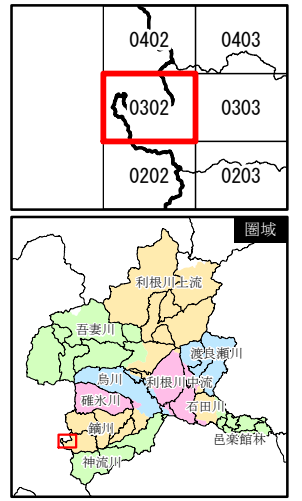 0402 0403
0302 0303
0202 0203
圏域
利根川上流
吾妻川
渡良瀬川
烏川
利根川中流
碓氷川
石田川
鏑川
邑楽館林
神流川